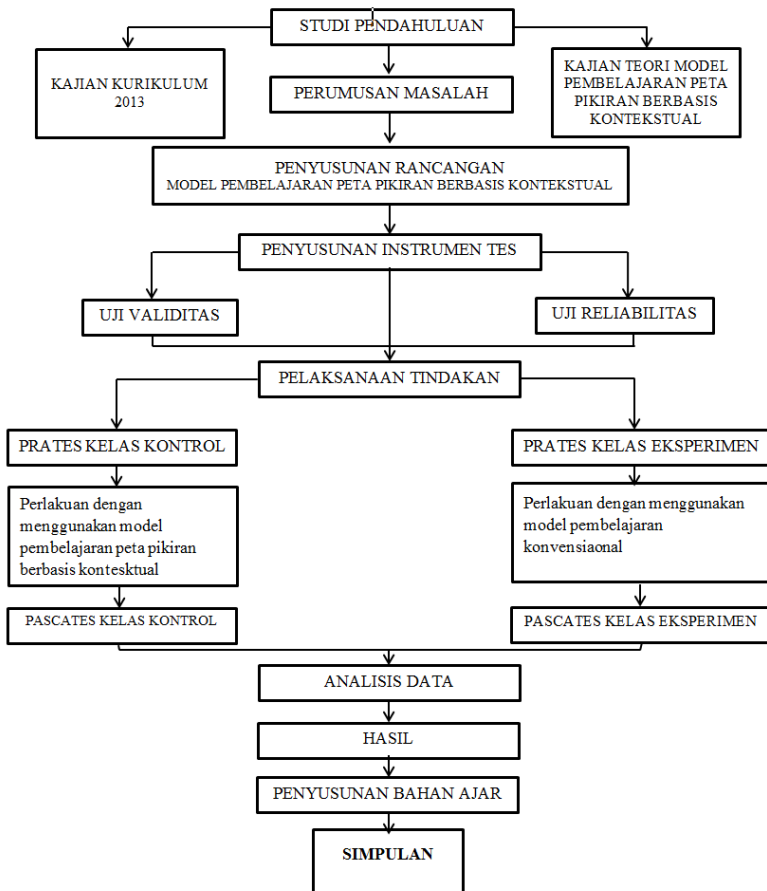 STUDI PENDAHULUAN
KAJIAN KURIKULUM
2013
PERUMUSAN MASALAH
KAJIAN TEORI MODEL
PEMBELAJARAN PETA
PIKIRAN BERBASIS
KONTEKSTUAL
PENYUSUNAN RANCANGAN
MODEL PEMBELAJARAN PETA PIKIRAN BERBASIS KONTEKSTUAL
PENYUSUNAN INSTRUMEN TES
UJI VALIDITAS
UJI RELIABILITAS
PELAKSANAAN TINDAKAN
PRATES KELAS KONTROL
PRATES KELAS EKSPERIMEN
Perlakuan dengan
menggunakan model
pembelajaran peta pikiran
berbasis kontesktual
Perlakuan dengan menggunakan
model pembelajaran
konvensiaonal
PASCATES KELAS KONTROL
PASCATES KELAS EKSPERIMEN
ANALISIS DATA
HASIL
PENYUSUNAN BAHAN AJAR
SIMPULAN